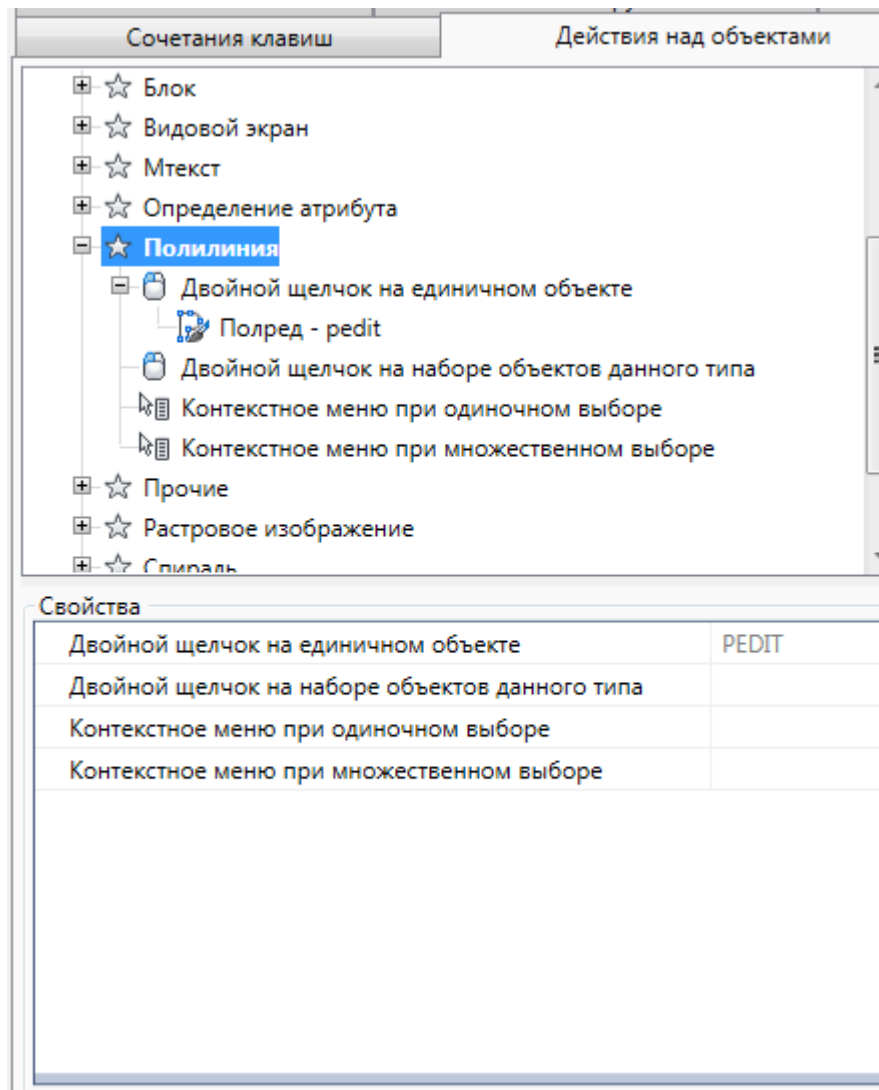 Сочетания клавиш
Действия над объектами
Блок
Видовой экран
Мтекст
Определение атрибута
Полилиния
Двойной щелчок на единичном объекте
Полред - pedit
Двойной щелчок на наборе объектов данного типа
Контекстное меню при одиночном выборе
Контекстное меню при множественном выборе
Прочие
Растровое изображение
Спираль
Свойства
Двойной щелчок на единичном объекте PEDIT
Двойной щелчок на наборе объектов данного типа
Контекстное меню при одиночном выборе
Контекстное меню при множественном выборе